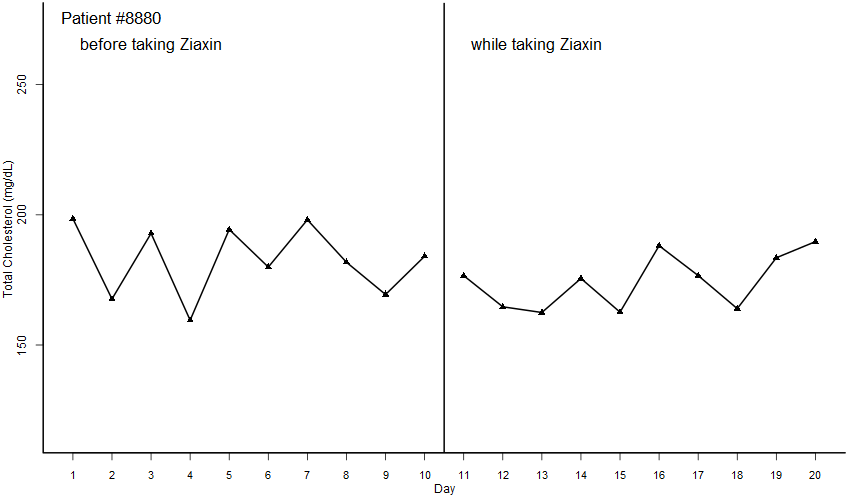 Patient #8880
before taking Ziaxin
while taking Ziaxin
Total Cholesterol (mg/dL)
250
200
150
1 2 3 4 5 6 7 8 9 10 11 12 13 14 15 16 17 18 19 20
Day